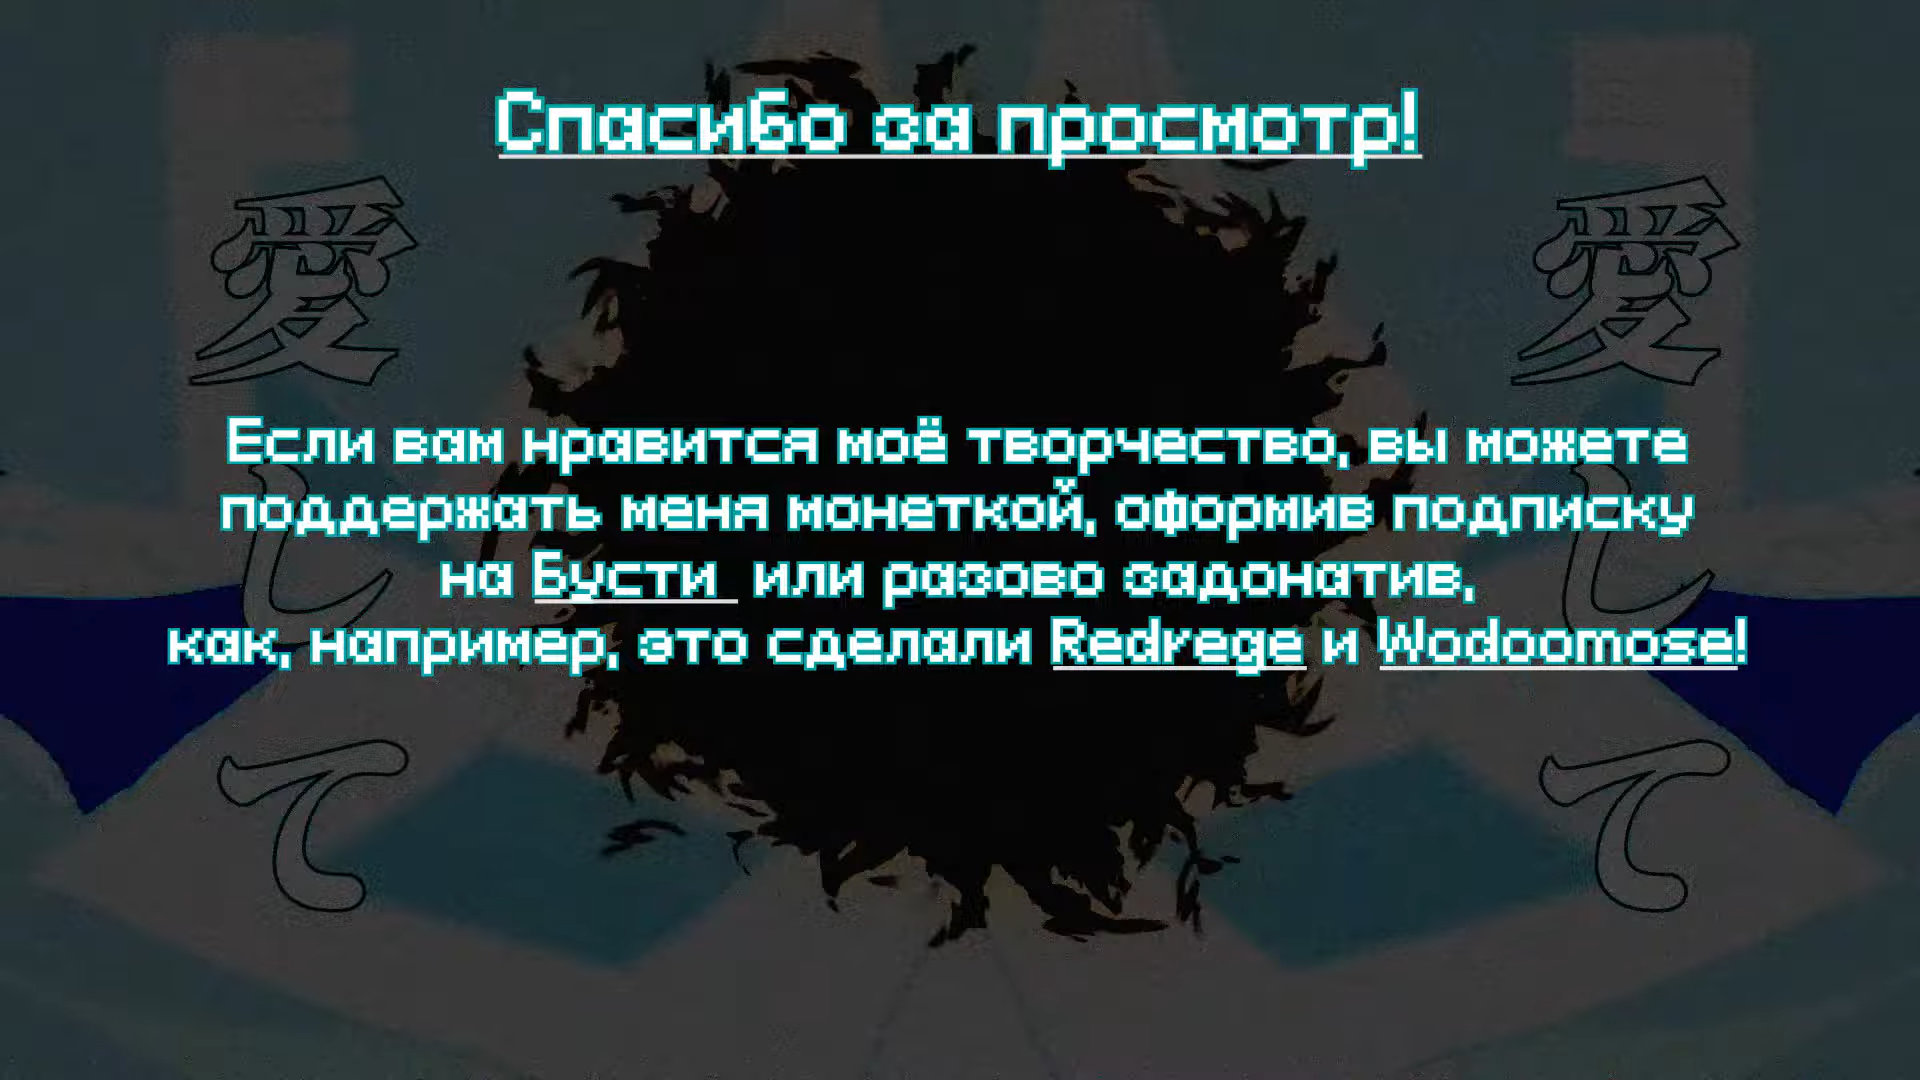 Спасибо за просмотр!
愛して
愛して
Если вам нравится моё творчество, вы можете
поддержать меня монеткой, оформив подписку
на Бусти или разово задонатив,
как, например, это сделали Redrege и Wodoomose!